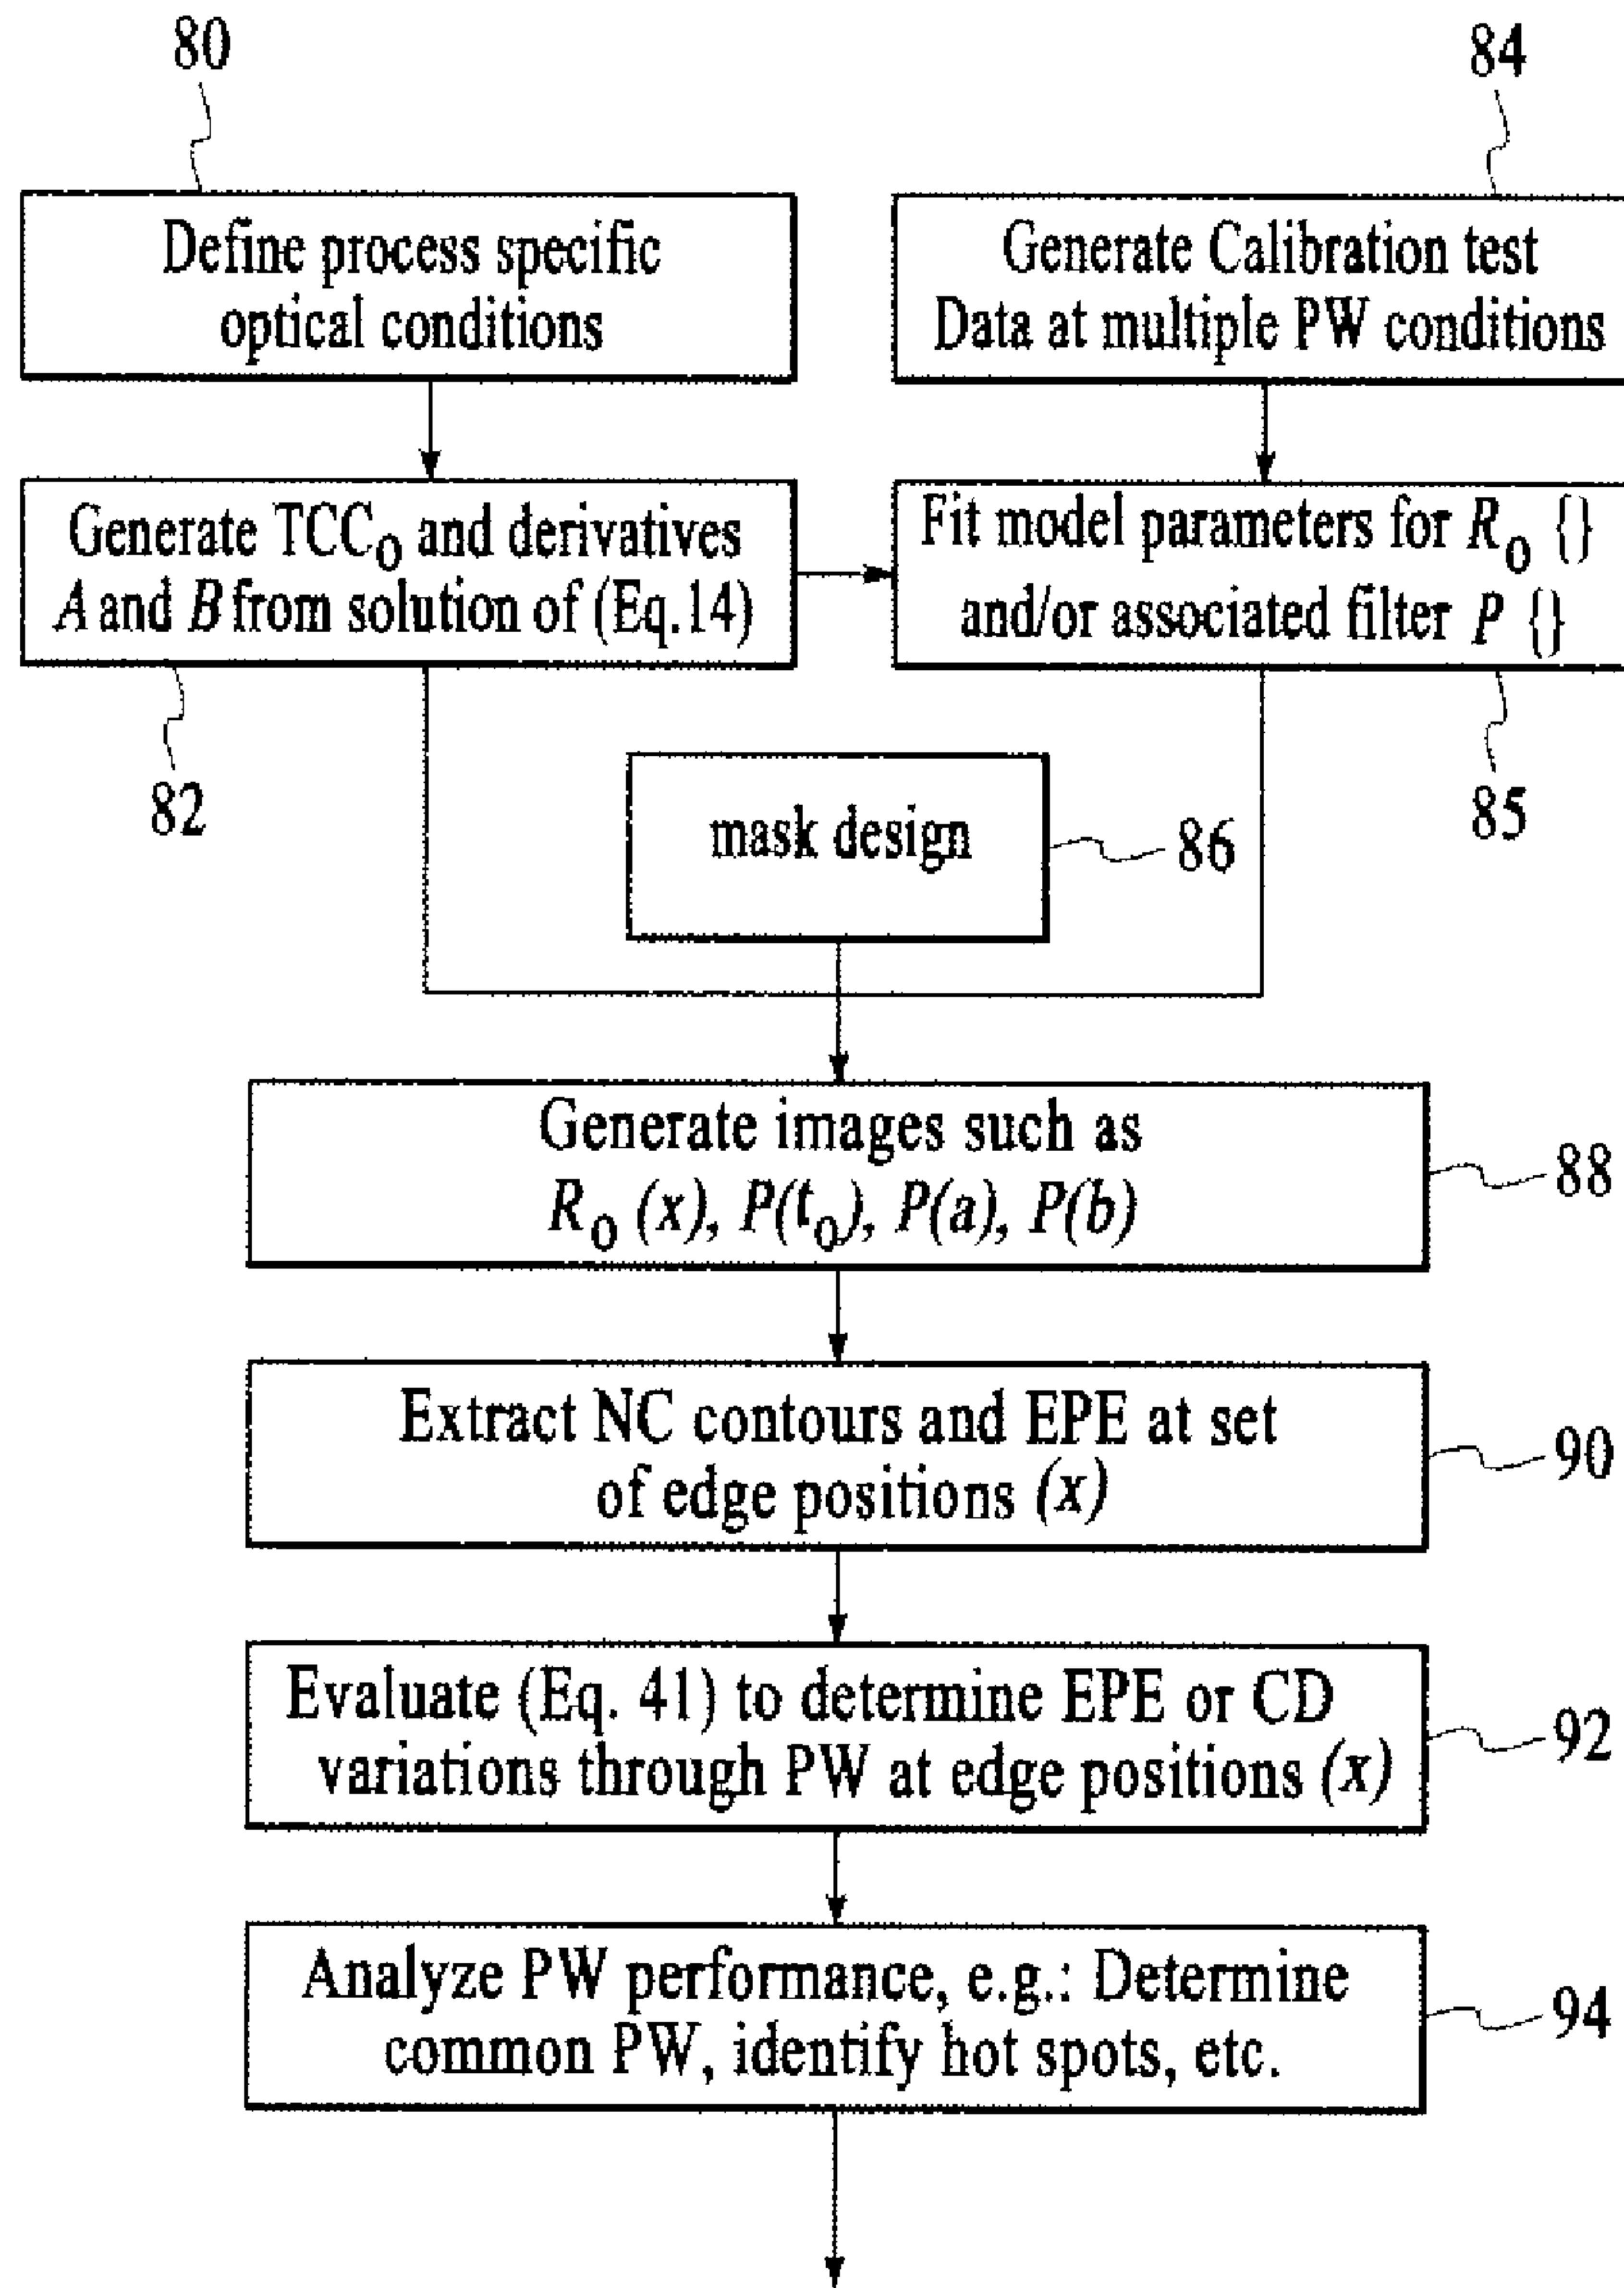 80
84
Define process specific
optical conditions
Generate Calibration test
Data at multiple PW conditions
Generate TCC₀ and derivatives
A and B from solution of (Eq.14)
Fit model parameters for R₀ {}
and/or associated filter P {}
82
85
mask design
86
Generate images such as
R₀ (x), P(t₀), P(a), P(b)
88
Extract NC contours and EPE at set
of edge positions (x)
90
Evaluate (Eq. 41) to determine EPE or CD
variations through PW at edge positions (x)
92
Analyze PW performance, e.g.: Determine
common PW, identify hot spots, etc.
94